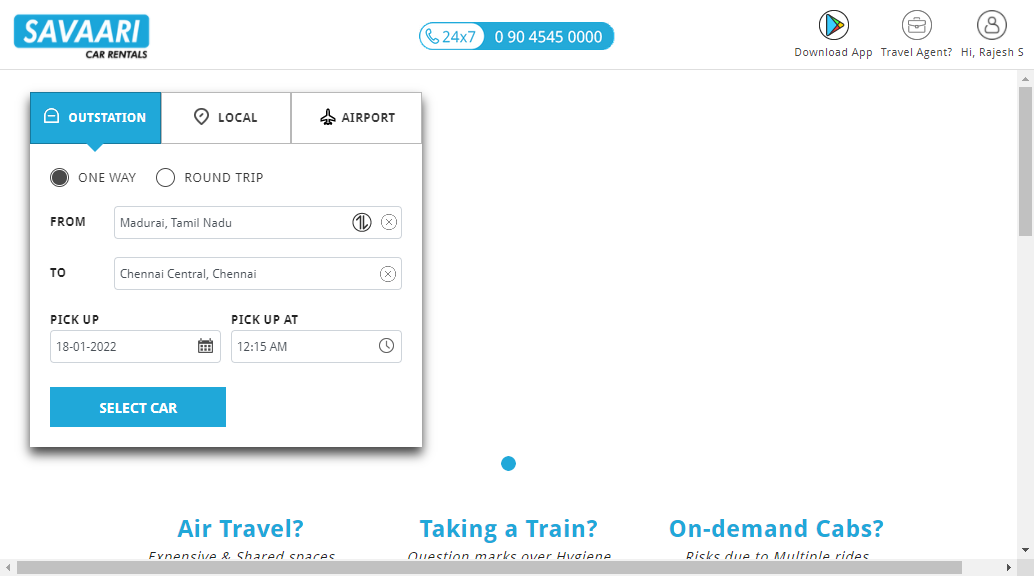 SAVAARI
CAR RENTALS
24x7 0 90 4545 0000
Download App Travel Agent? Hi, Rajesh S
OUTSTATION LOCAL AIRPORT
ONE WAY ROUND TRIP
FROM Madurai, Tamil Nadu
TO Chennai Central, Chennai
PICK UP PICK UP AT
18-01-2022 12:15 AM
SELECT CAR
Air Travel? Taking a Train? On-demand Cabs?
Expensive & Shared spaces Question marks over Hygiene Risks due to Multiple rides